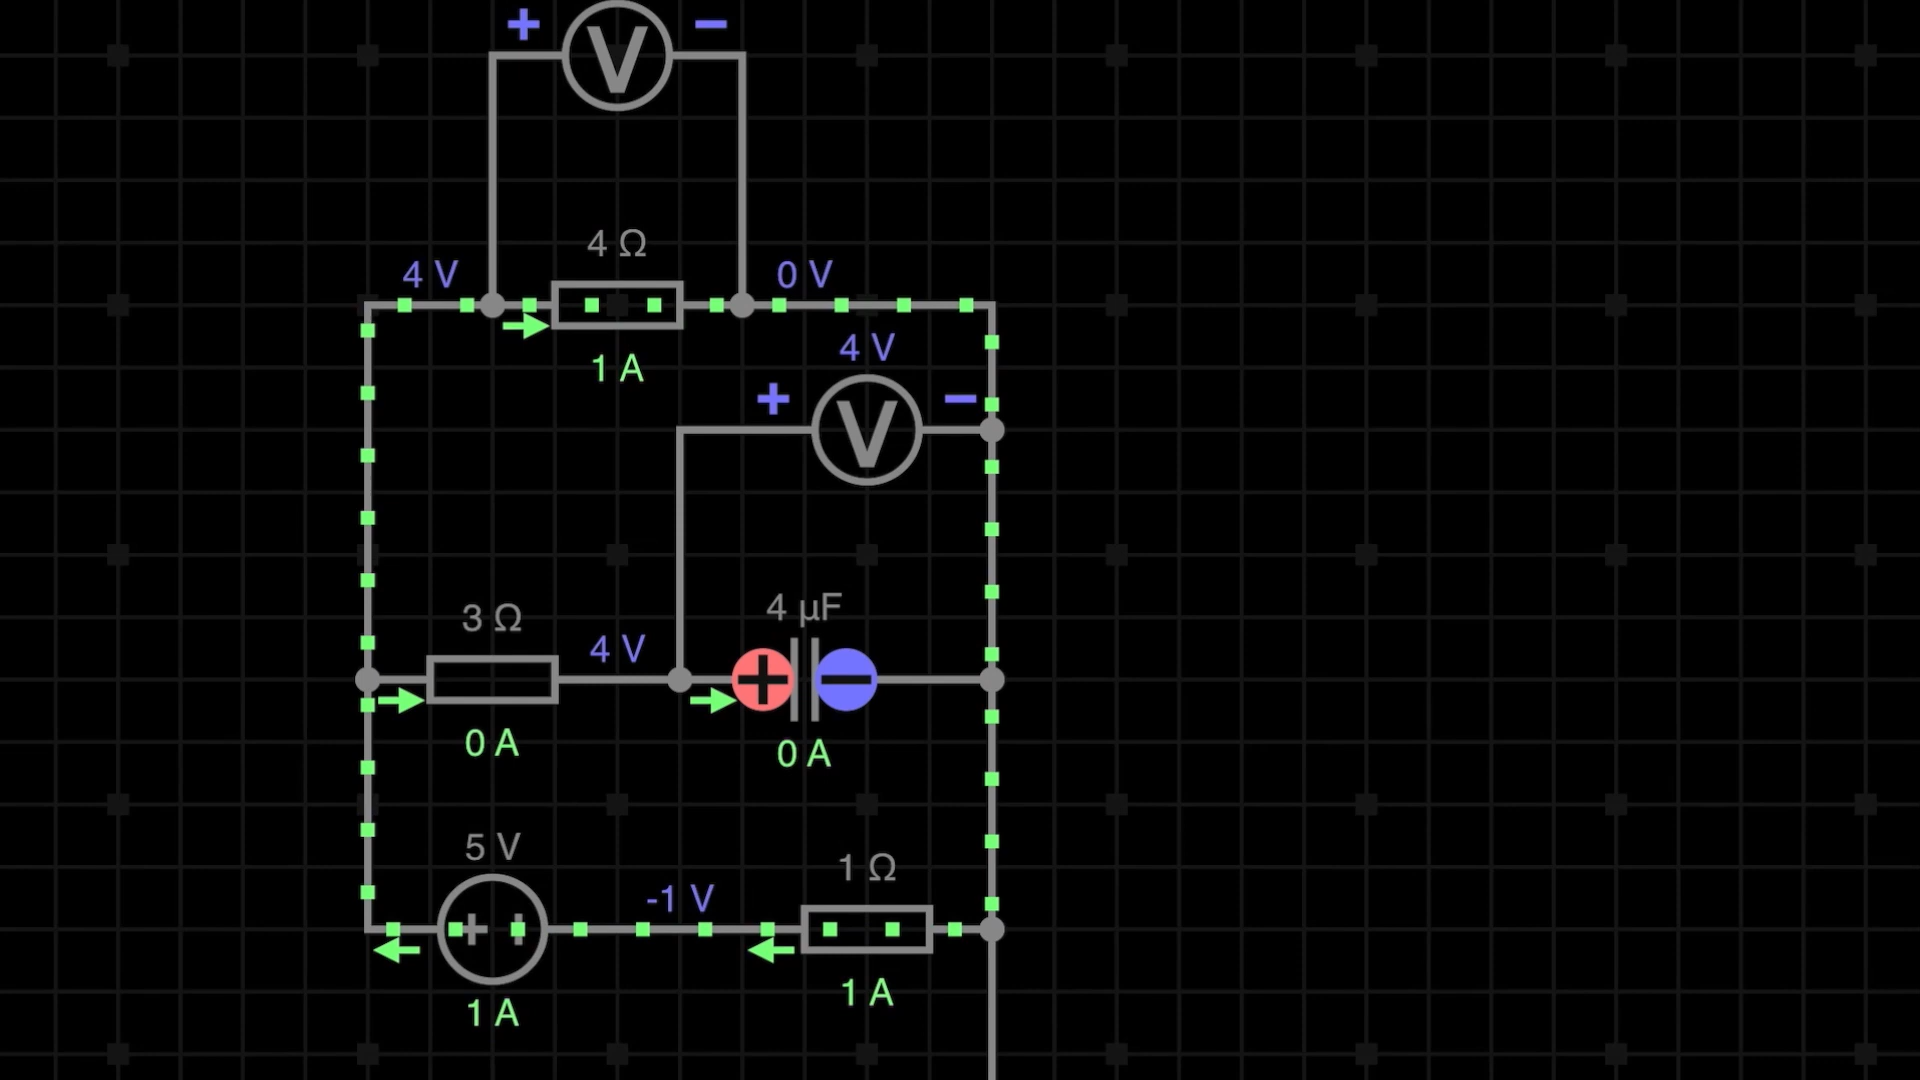 + −
V
4 Ω
4 V 0 V
1 A
4 V
+ −
V
3 Ω
4 V
4 µF
+ −
0 A
0 A
5 V
-1 V
1 Ω
+
1 A
1 A